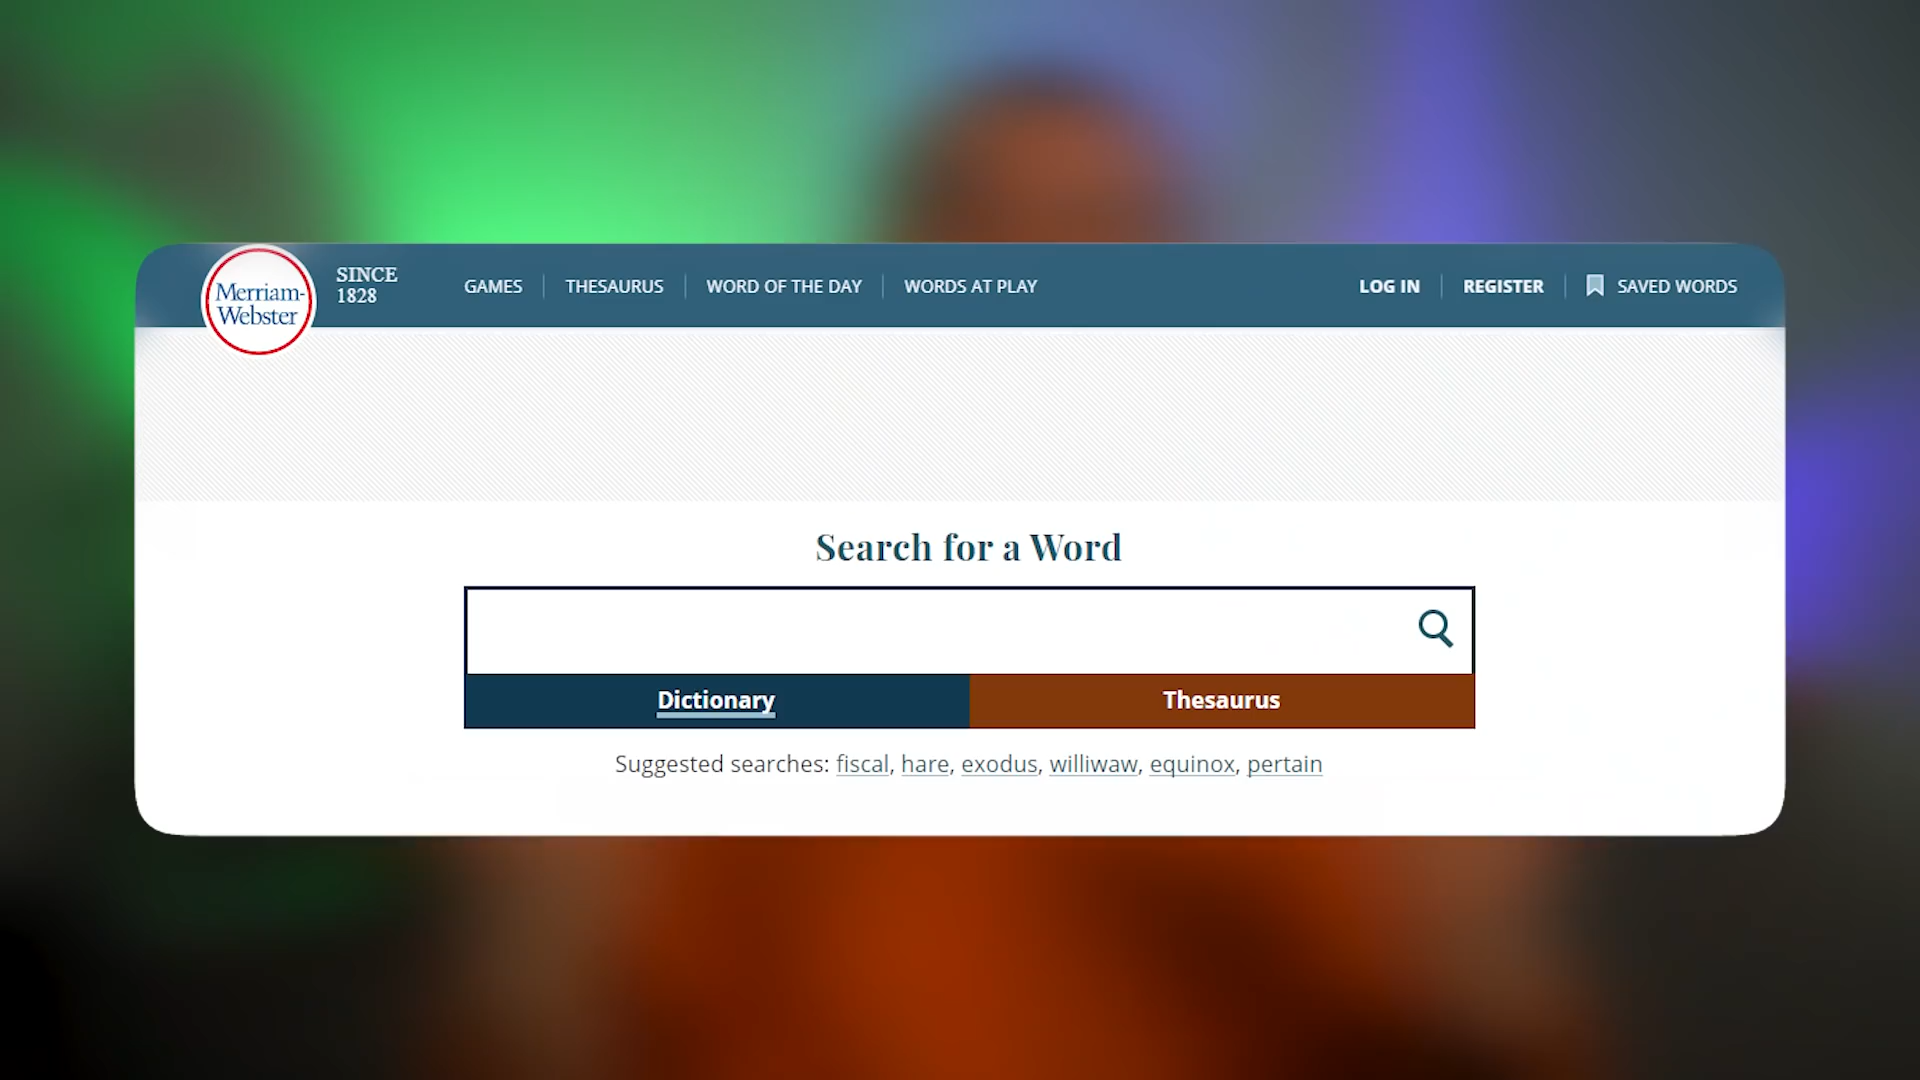 Merriam-
Webster
SINCE
1828
GAMES
THESAURUS
WORD OF THE DAY
WORDS AT PLAY
LOG IN
REGISTER
SAVED WORDS
Search for a Word
Dictionary
Thesaurus
Suggested searches: fiscal, hare, exodus, williwaw, equinox, pertain